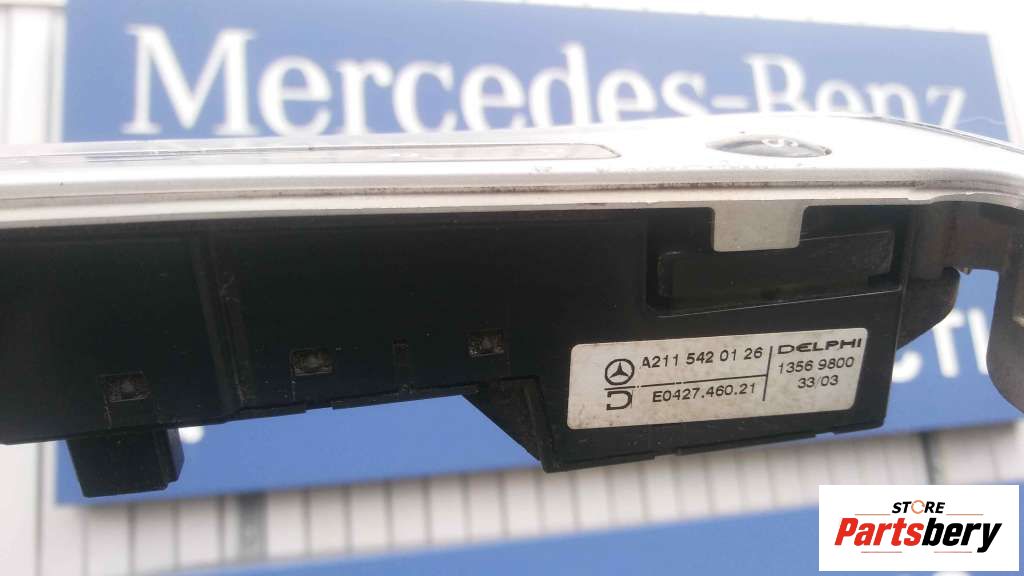 Mercedes-Benz
A211 542 01 26
E0427.460.21
DELPHI
1356 9800
33/03
STORE
Partsbery